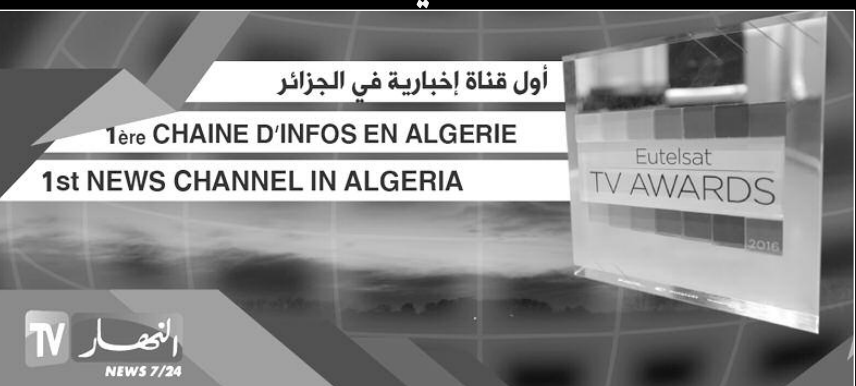 أول قناة إخبارية في الجزائر
1ère CHAINE D'INFOS EN ALGERIE
1st NEWS CHANNEL IN ALGERIA
Eutelsat
TV AWARDS
2016
النهار TV
NEWS 7/24